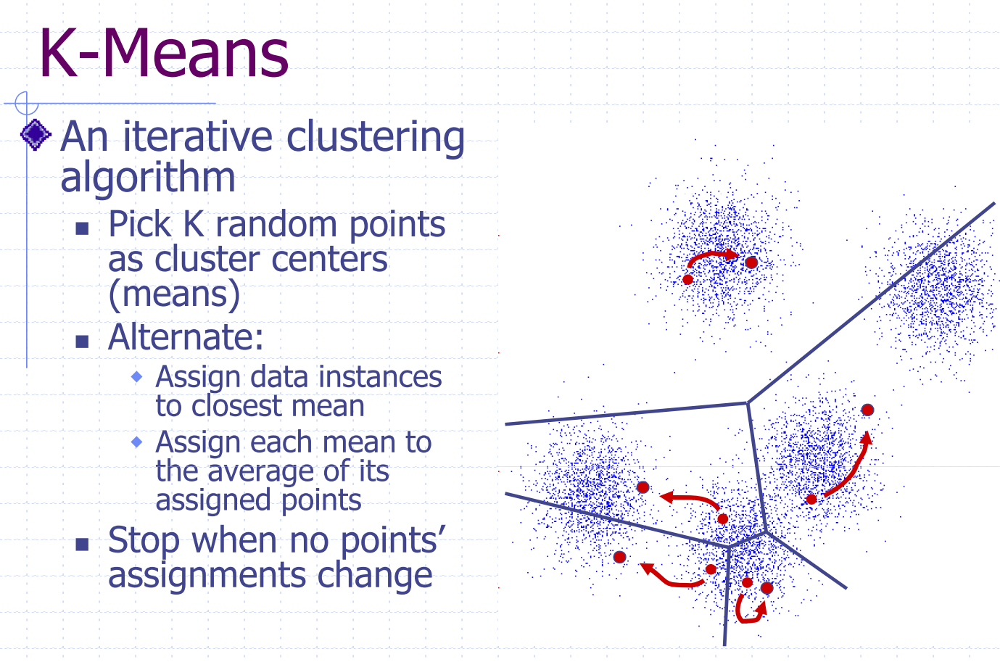 K-Means
An iterative clustering
algorithm
Pick K random points
as cluster centers
(means)
Alternate:
Assign data instances
to closest mean
Assign each mean to
the average of its
assigned points
Stop when no points’
assignments change